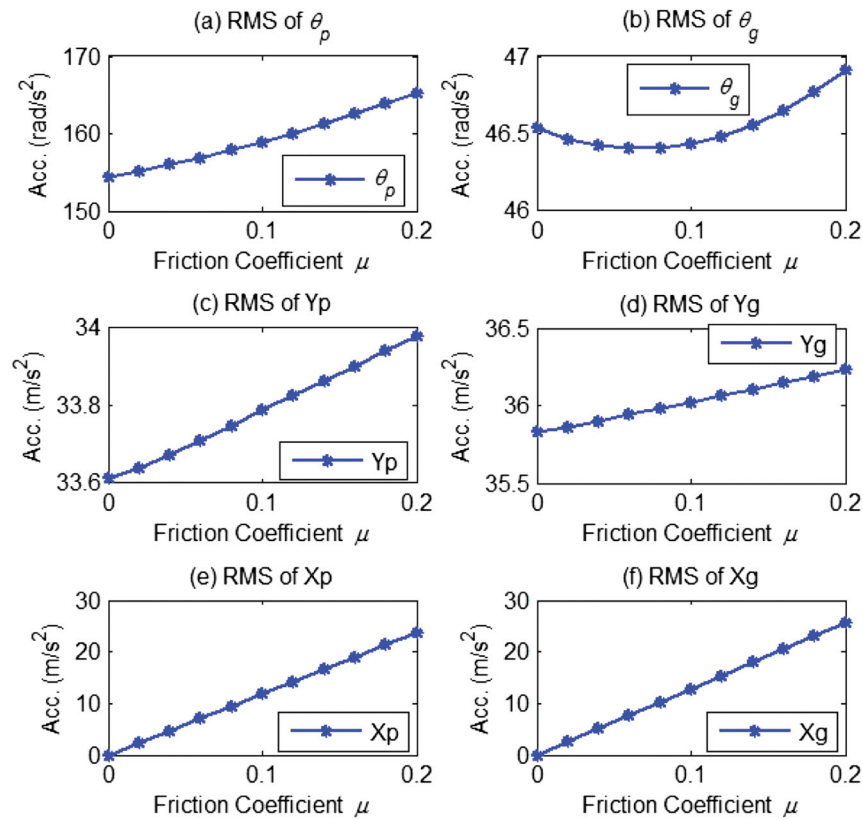 (a) RMS of θp
170
160
150
Acc. (rad/s²)
θp
0
0.1
0.2
Friction Coefficient μ
(b) RMS of θg
47
46.5
46
Acc. (rad/s²)
θg
0
0.1
0.2
Friction Coefficient μ
(c) RMS of Yp
34
33.8
33.6
Acc. (m/s²)
Yp
0
0.1
0.2
Friction Coefficient μ
(d) RMS of Yg
36.5
36
35.5
Acc. (m/s²)
Yg
0
0.1
0.2
Friction Coefficient μ
(e) RMS of Xp
30
20
10
0
Acc. (m/s²)
Xp
0
0.1
0.2
Friction Coefficient μ
(f) RMS of Xg
30
20
10
0
Acc. (m/s²)
Xg
0
0.1
0.2
Friction Coefficient μ